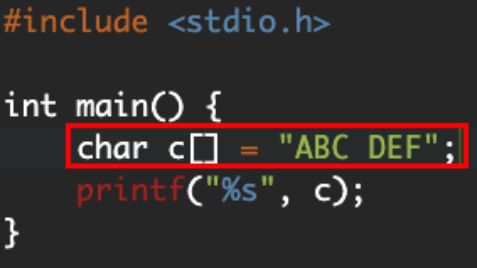 #include <stdio.h>
int main() {
char c[] = "ABC DEF";
printf("%s", c);
}